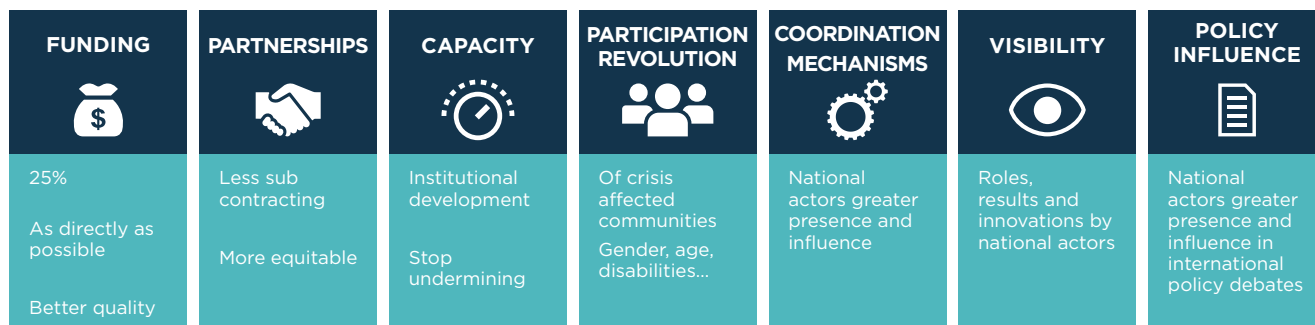 FUNDING
$
25%
As directly as
possible
Better quality
PARTNERSHIPS
Less sub
contracting
More equitable
CAPACITY
Institutional
development
Stop
undermining
PARTICIPATION
REVOLUTION
Of crisis
affected
communities
Gender, age,
disabilities...
COORDINATION
MECHANISMS
National
actors greater
presence and
influence
VISIBILITY
Roles,
results and
innovations by
national actors
POLICY
INFLUENCE
National
actors greater
presence and
influence in
international
policy debates